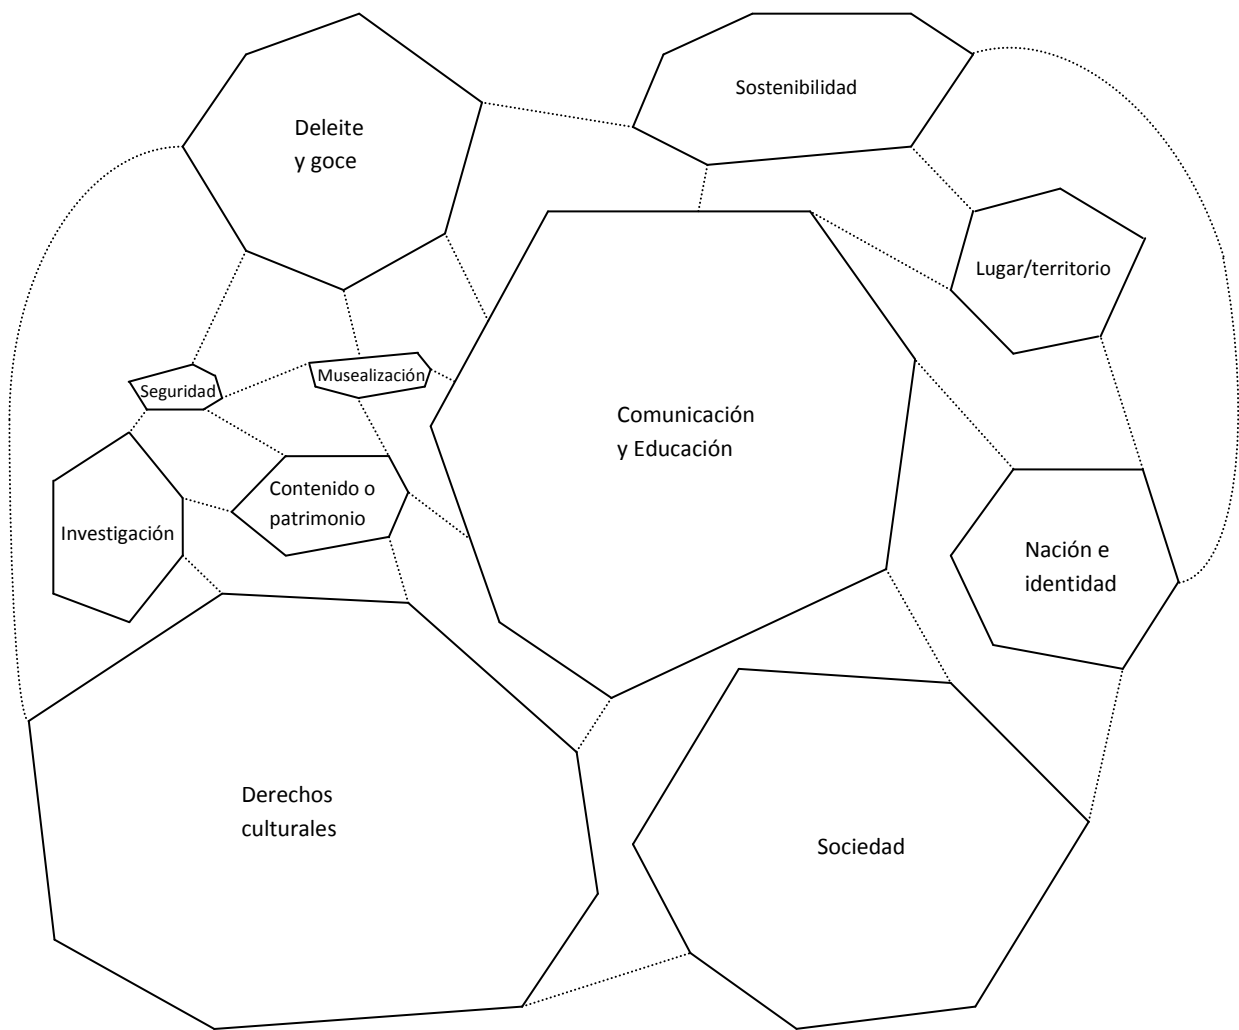 Sostenibilidad
Deleite
y goce
Lugar/territorio
Musealización
Seguridad
Comunicación
y Educación
Contenido o
patrimonio
Investigación
Nación e
identidad
Derechos
culturales
Sociedad